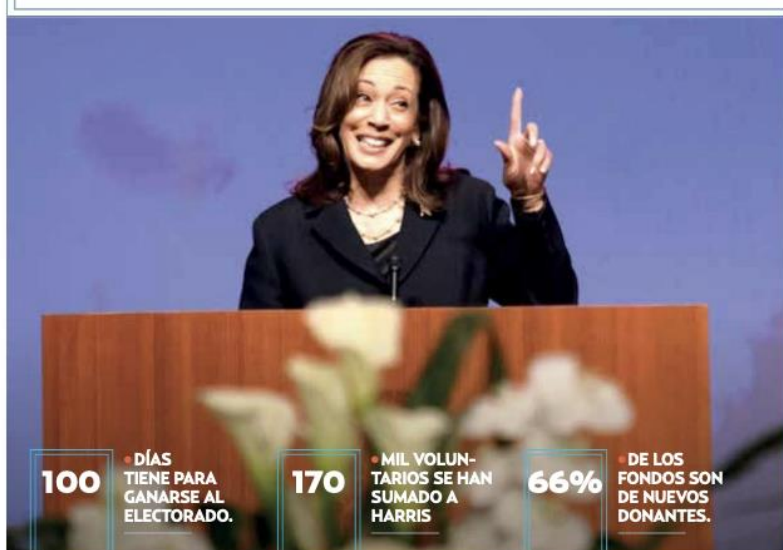 100
• DÍAS
TIENE PARA
GANARSE AL
ELECTORADO.
170
• MIL VOLUN-
TARIOS SE HAN
SUMADO A
HARRIS
66%
• DE LOS
FONDOS SON
DE NUEVOS
DONANTES.